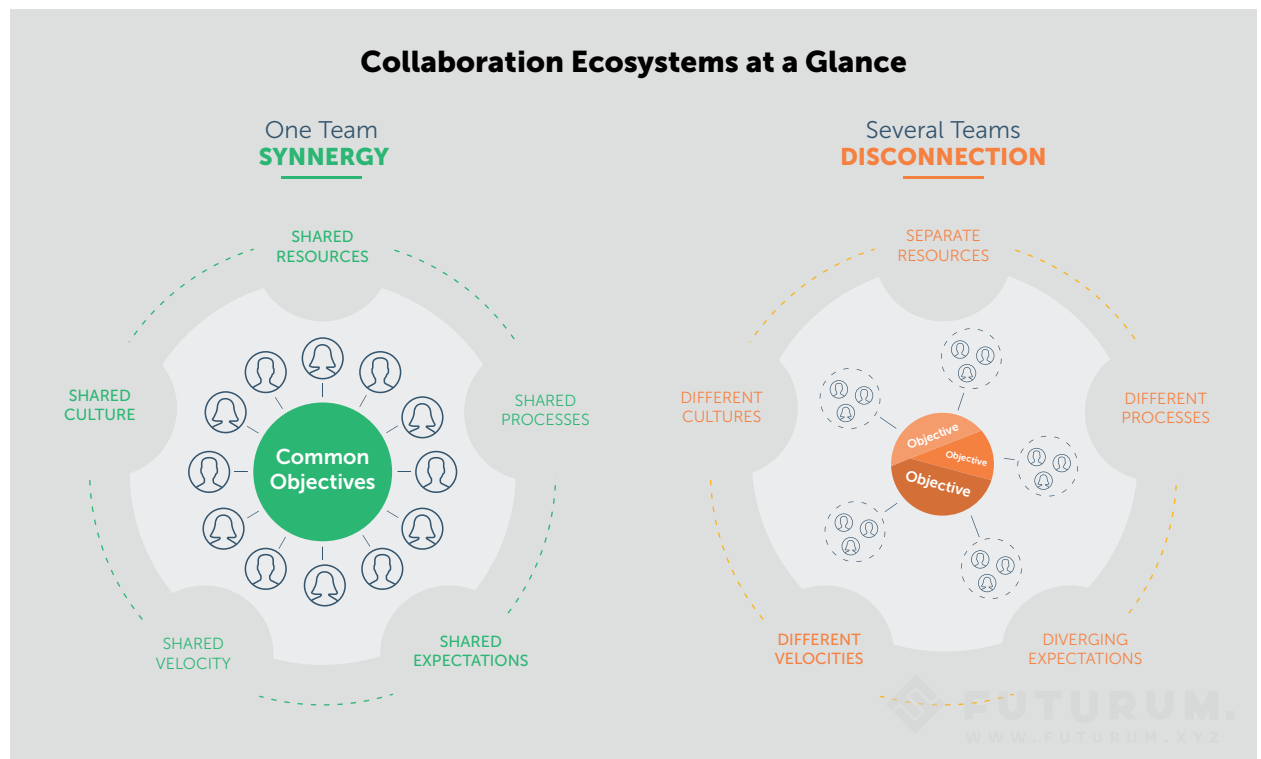 Collaboration Ecosystems at a Glance
One Team
SYNNERGY
SHARED
RESOURCES
SHARED
CULTURE
SHARED
PROCESSES
Common
Objectives
SHARED
VELOCITY
SHARED
EXPECTATIONS
Several Teams
DISCONNECTION
SEPARATE
RESOURCES
DIFFERENT
CULTURES
DIFFERENT
PROCESSES
Objective
Objective
Objective
DIFFERENT
VELOCITIES
DIVERGING
EXPECTATIONS
FUTURUM.
WWW.FUTURUM.XYZ